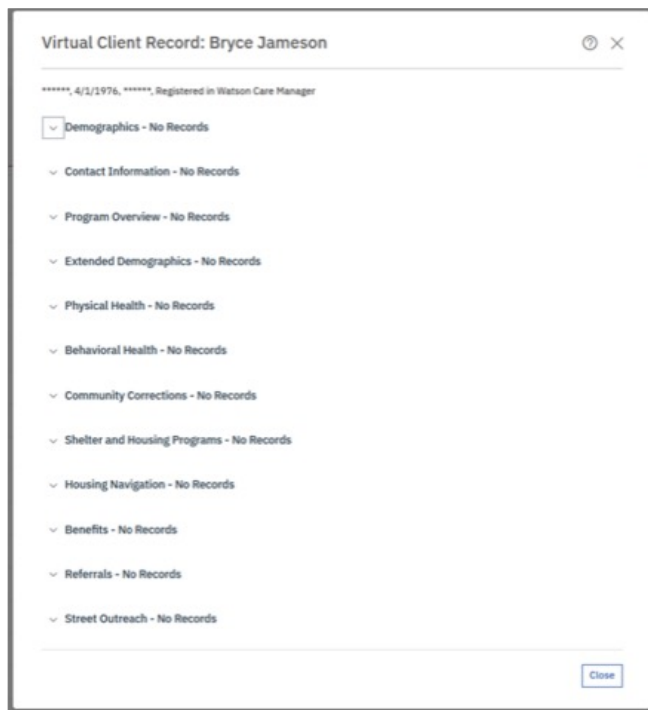 Virtual Client Record: Bryce Jameson
******, 4/1/1976, ******, Registered in Watson Care Manager
Demographics - No Records
Contact Information - No Records
Program Overview - No Records
Extended Demographics - No Records
Physical Health - No Records
Behavioral Health - No Records
Community Corrections - No Records
Shelter and Housing Programs - No Records
Housing Navigation - No Records
Benefits - No Records
Referrals - No Records
Street Outreach - No Records
Close